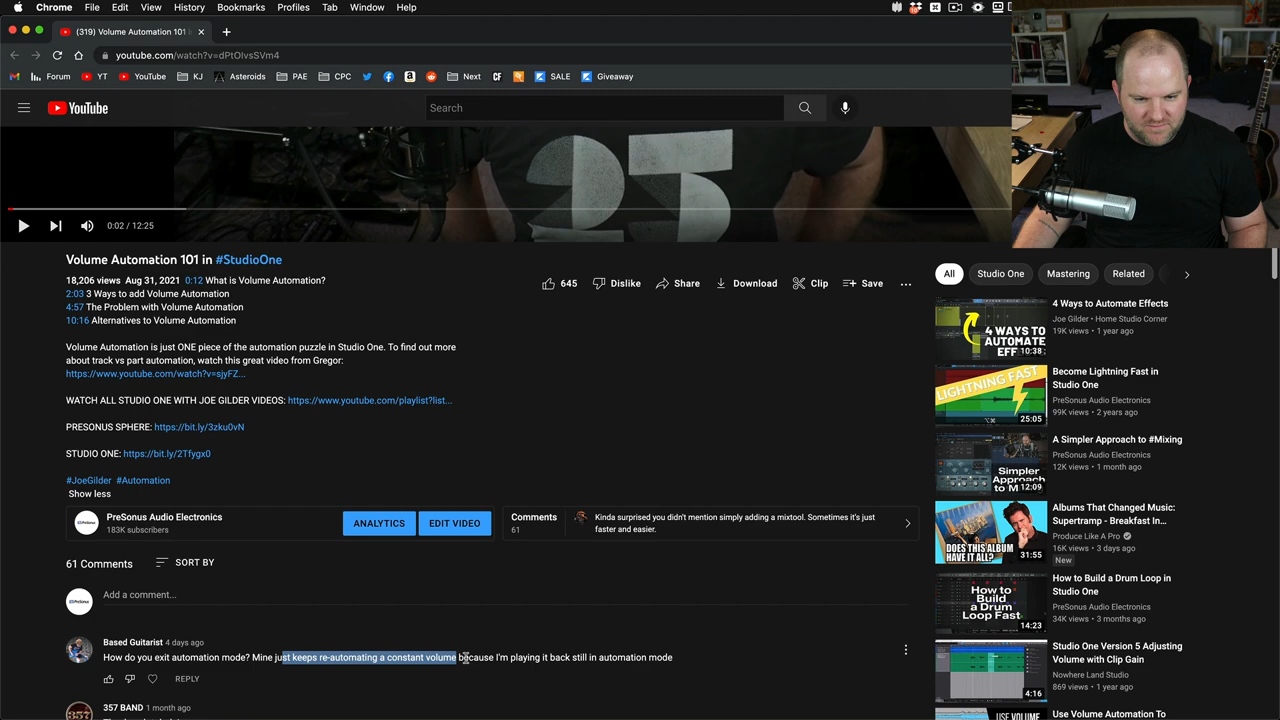 Chrome File Edit View History Bookmarks Profiles Tab Window Help
(319) Volume Automation 101 i
youtube.com/watch?v=dPtOlvsSVm4
Forum YT YouTube KJ Asteroids PAE Next SALE Giveaway
YouTube
Search
25
0:02 / 12:25
Volume Automation 101 in #StudioOne
18,206 views Aug 31, 2021 0:12 What is Volume Automation?
2:03 3 Ways to add Volume Automation
4:57 The Problem with Volume Automation
10:16 Alternatives to Volume Automation
645 Dislike Share Download Clip Save
Volume Automation is just ONE piece of the automation puzzle in Studio One. To find out more
about track vs part automation, watch this great video from Gregor:
https://www.youtube.com/watch?v=sjyFZ...
WATCH ALL STUDIO ONE WITH JOE GILDER VIDEOS: https://www.youtube.com/playlist?list...
PRESONUS SPHERE: https://bit.ly/3zku0vN
STUDIO ONE: https://bit.ly/2Tfygx0
#JoeGilder #Automation
Show less
PreSonus Audio Electronics
183K subscribers
ANALYTICS EDIT VIDEO
Comments
61
Kinda surprised you didn't mention simply adding a mixtool. Sometimes it's just
faster and easier.
61 Comments SORT BY
Add a comment...
Based Guitarist 4 days ago
How do you exit automation mode? Mine just keeps automating a constant volume because I'm playing it back still in automation mode
REPLY
357 BAND 1 month ago
All Studio One Mastering Related
4 WAYS TO
AUTOMATE
EFF
10:38
4 Ways to Automate Effects
Joe Gilder • Home Studio Corner
19K views • 1 year ago
LIGHTNING FAST
25:05
Become Lightning Fast in
Studio One
PreSonus Audio Electronics
99K views • 2 years ago
Simpler
Approach
to M
12:09
A Simpler Approach to #Mixing
PreSonus Audio Electronics
12K views • 1 month ago
DOES THIS ALBUM
HAVE IT ALL?
31:55
Albums That Changed Music:
Supertramp - Breakfast In...
Produce Like A Pro
16K views • 3 days ago
New
How to
Build
a Drum
Loop Fast
14:23
How to Build a Drum Loop in
Studio One
PreSonus Audio Electronics
34K views • 3 months ago
4:16
Studio One Version 5 Adjusting
Volume with Clip Gain
Nowhere Land Studio
869 views • 1 year ago
USE VOLUME
Use Volume Automation To